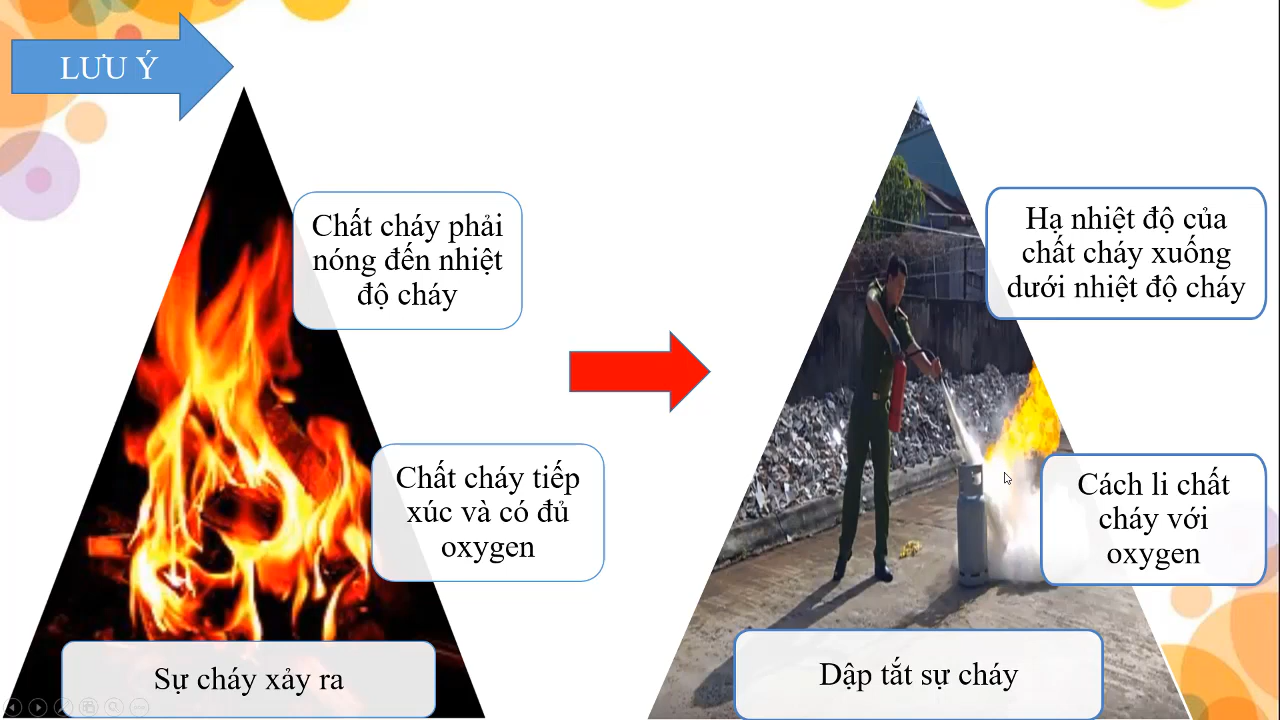 LƯU Ý
Chất cháy phải
nóng đến nhiệt
độ cháy
Chất cháy tiếp
xúc và có đủ
oxygen
Sự cháy xảy ra
Hạ nhiệt độ của
chất cháy xuống
dưới nhiệt độ cháy
Cách li chất
cháy với
oxygen
Dập tắt sự cháy